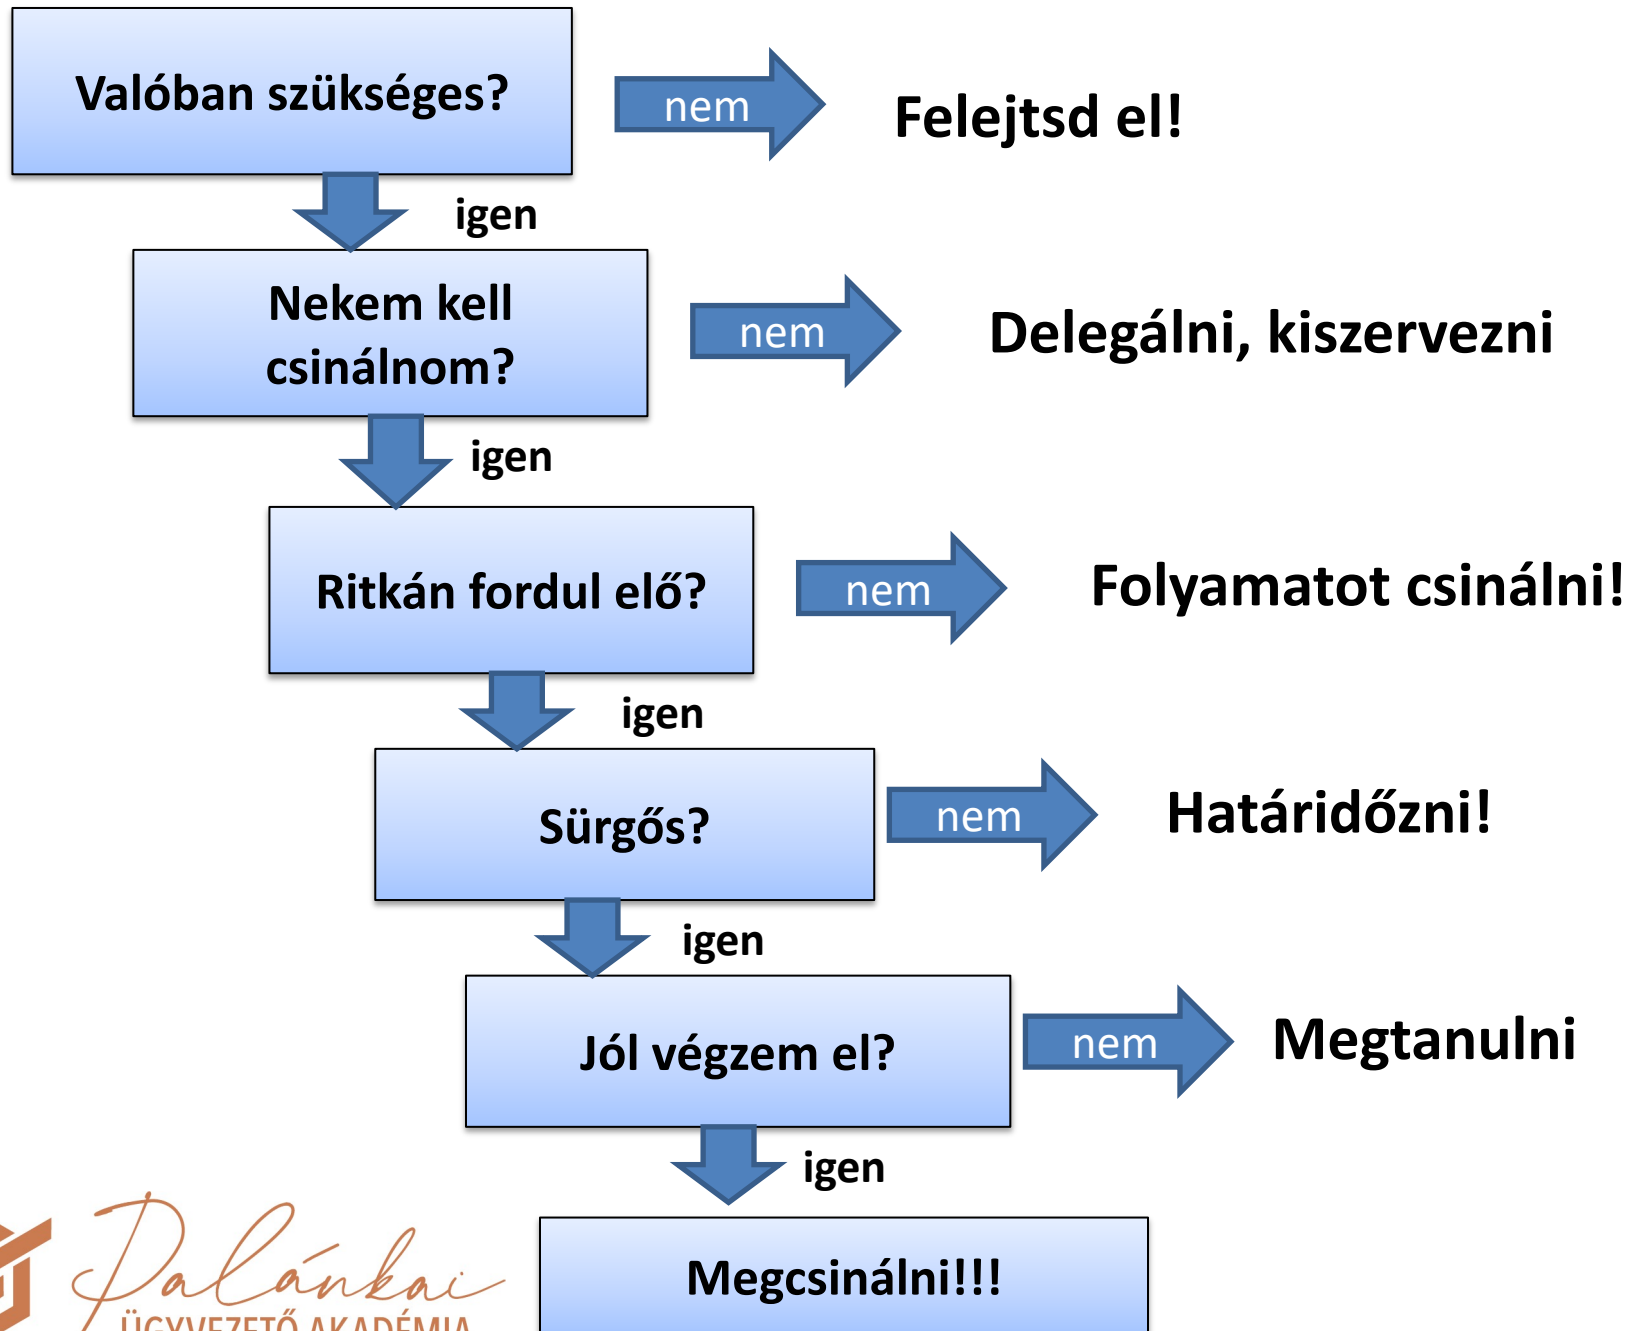 Valóban szükséges?
nem
Felejtsd el!
igen
Nekem kell
csinálnom?
nem
Delegálni, kiszervezni
igen
Ritkán fordul elő?
nem
Folyamatot csinálni!
igen
Sürgős?
nem
Határidőzni!
igen
Jól végzem el?
nem
Megtanulni
igen
Megcsinálni!!!
Palánkai
ÜGYVEZETŐ AKADÉMIA